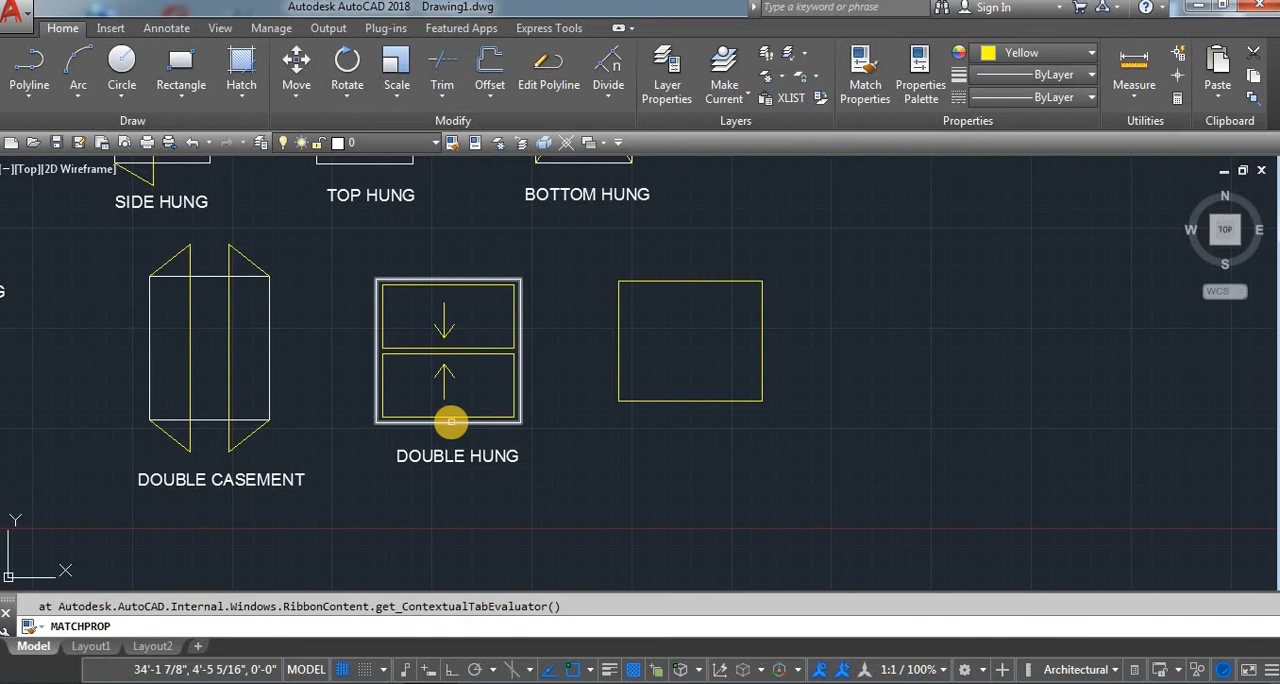 Autodesk AutoCAD 2018 Drawing1.dwg
Type a keyword or phrase
Sign In
Home Insert Annotate View Manage Output Plug-ins Featured Apps Express Tools
Polyline Arc Circle Rectangle Hatch Move Rotate Scale Trim Offset Edit Polyline Divide
Layer Properties
Make Current
XLIST
Match Properties
Properties Palette
Yellow
ByLayer
ByLayer
Measure
Paste
Draw Modify Layers Properties Utilities Clipboard
0
[−][Top][2D Wireframe]
SIDE HUNG TOP HUNG BOTTOM HUNG
N
W TOP E
S
WCS
G
DOUBLE CASEMENT
DOUBLE HUNG
Y
X
at Autodesk.AutoCAD.Internal.Windows.RibbonContent.get_ContextualTabEvaluator()
MATCHPROP
Model Layout1 Layout2 +
34'-1 7/8", 4'-5 5/16", 0'-0" MODEL 1:1 / 100% Architectural